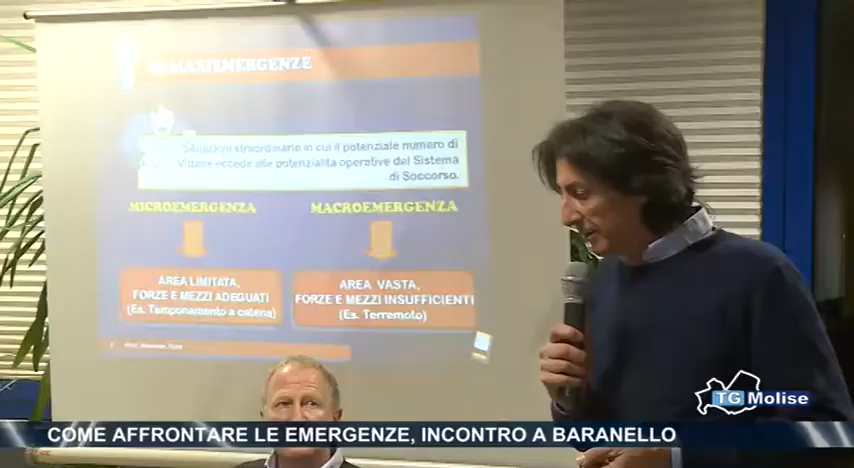 MAXIEMERGENZE
Situazioni straordinarie in cui il potenziale numero di
Vittime eccede alle potenzialità operative del Sistema
di Soccorso.
MICROEMERGENZA
MACROEMERGENZA
AREA LIMITATA,
FORZE E MEZZI ADEGUATI
(Es. Tamponamento a catena)
AREA VASTA,
FORZE E MEZZI INSUFFICIENTI
(Es. Terremoto)
TG Molise
COME AFFRONTARE LE EMERGENZE, INCONTRO A BARANELLO